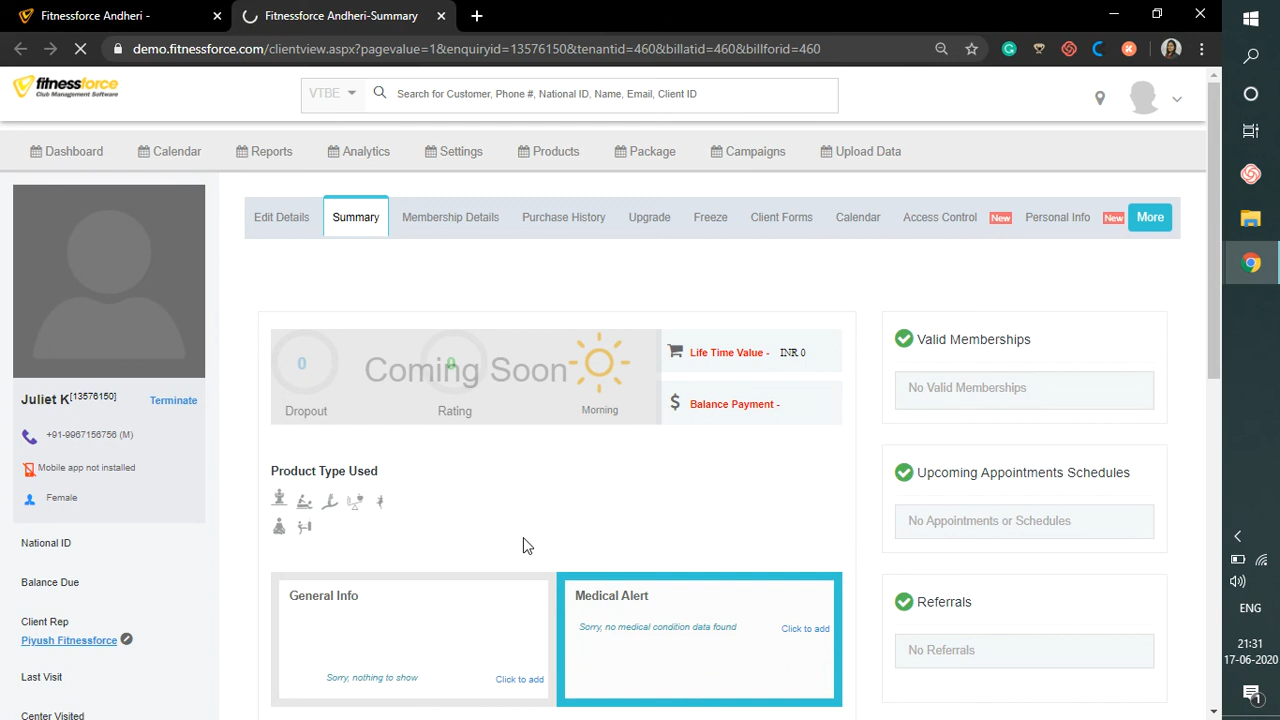 Fitnessforce Andheri -
Fitnessforce Andheri-Summary
demo.fitnessforce.com/clientview.aspx?pagevalue=1&enquiryid=13576150&tenantid=460&billatid=460&billforid=460
fitnessforce
Club Management Software
VTBE
Search for Customer, Phone #, National ID, Name, Email, Client ID
Dashboard
Calendar
Reports
Analytics
Settings
Products
Package
Campaigns
Upload Data
Edit Details
Summary
Membership Details
Purchase History
Upgrade
Freeze
Client Forms
Calendar
Access Control
New
Personal Info
New
More
Juliet K[13576150]
Terminate
+91-9967156756 (M)
Mobile app not installed
Female
National ID
Balance Due
Client Rep
Piyush Fitnessforce
Last Visit
Center Visited
0
0
Coming Soon
Dropout
Rating
Morning
Life Time Value - INR 0
Balance Payment -
Product Type Used
General Info
Sorry, nothing to show
Click to add
Medical Alert
Sorry, no medical condition data found
Click to add
Valid Memberships
No Valid Memberships
Upcoming Appointments Schedules
No Appointments or Schedules
Referrals
No Referrals
ENG
21:31
17-06-2020
1